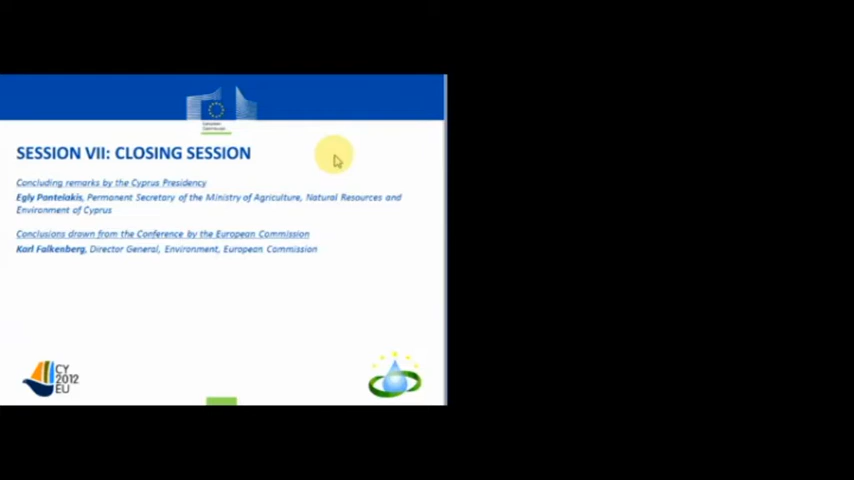 European
Commission
SESSION VII: CLOSING SESSION
Concluding remarks by the Cyprus Presidency
Egly Pantelakis, Permanent Secretary of the Ministry of Agriculture, Natural Resources and
Environment of Cyprus
Conclusions drawn from the Conference by the European Commission
Karl Falkenberg, Director General, Environment, European Commission
CY
2012
EU